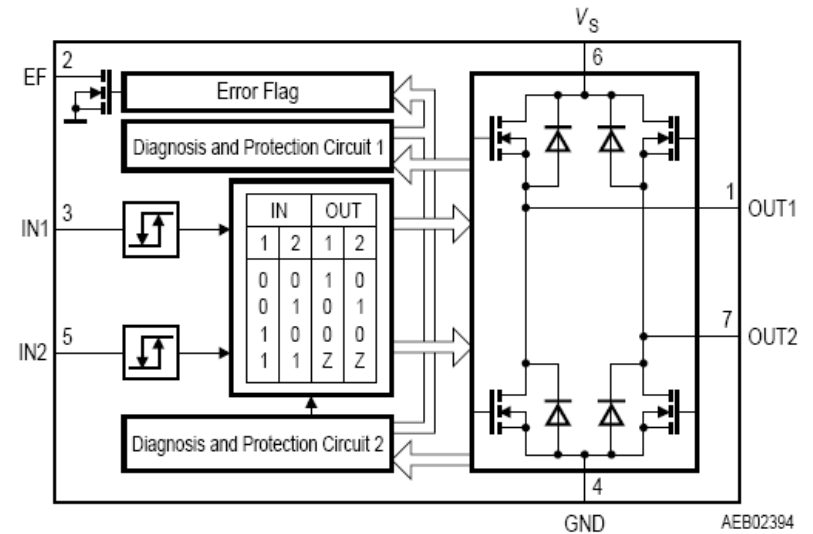 V_S
6
2
EF
Error Flag
Diagnosis and Protection Circuit 1
IN OUT
1 2 1 2
0 0 1 0
0 1 0 1
1 0 0 0
1 1 Z Z
3
IN1
1
OUT1
5
IN2
7
OUT2
Diagnosis and Protection Circuit 2
4
GND
AEB02394